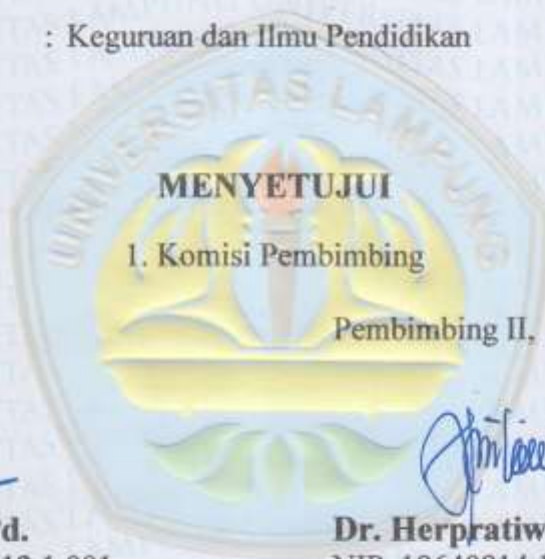 : Keguruan dan Ilmu Pendidikan
UNIVERSITAS LAMPUNG
MENYETUJUI
1. Komisi Pembimbing
Pembimbing II,
Dr. Herpratiw